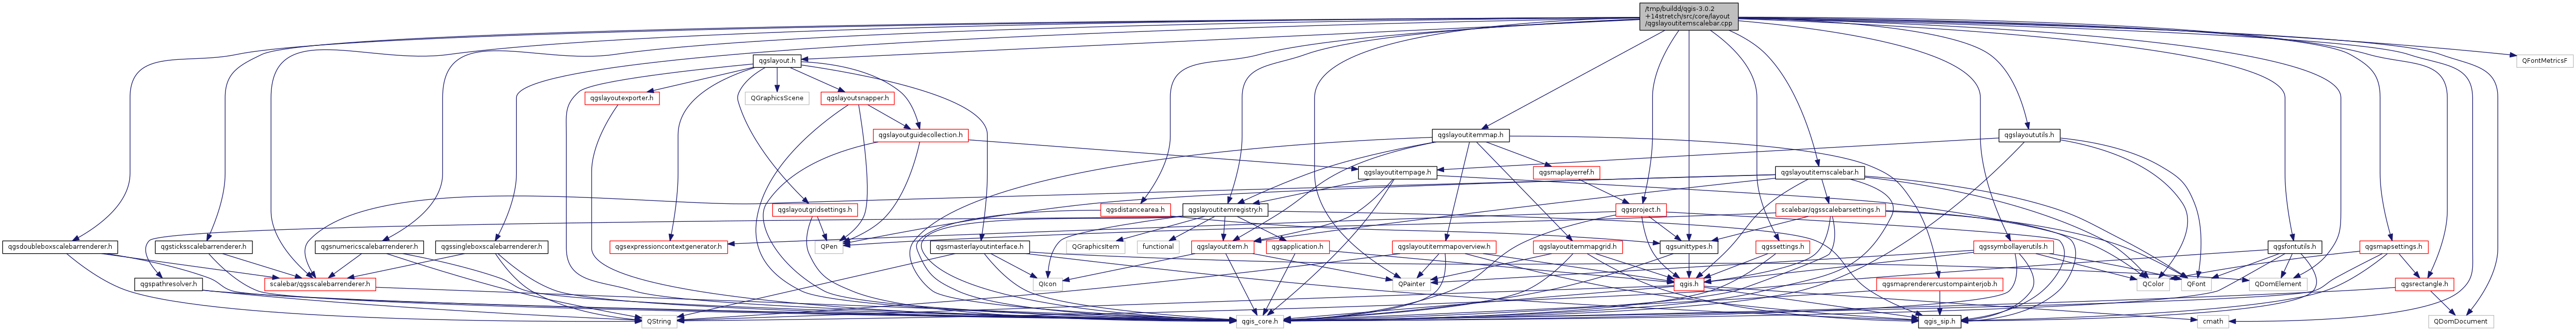 /tmp/buildd/qgis-3.0.2
+14stretch/src/core/layout
/qgslayoutitemscalebar.cpp
qgslayout.h
QFontMetricsF
qgslayoutexporter.h
QGraphicsScene
qgslayoutsnapper.h
qgslayoutguidecollection.h
qgslayoutitemmap.h
qgslayoututils.h
qgslayoutitempage.h
qgsmaplayerref.h
qgslayoutitemscalebar.h
qgslayoutgridsettings.h
qgsdistancearea.h
qgslayoutitemregistry.h
qgsproject.h
scalebar/qgsscalebarsettings.h
qgsdoubleboxscalebarrenderer.h
qgsticksscalebarrenderer.h
qgsnumericscalebarrenderer.h
qgssingleboxscalebarrenderer.h
qgsexpressioncontextgenerator.h
QPen
qgsmasterlayoutinterface.h
QGraphicsItem
functional
qgslayoutitem.h
qgsapplication.h
qgslayoutitemmapoverview.h
qgslayoutitemmapgrid.h
qgsunittypes.h
qgssettings.h
qgssymbollayerutils.h
qgsfontutils.h
qgsmapsettings.h
qgspathresolver.h
scalebar/qgsscalebarrenderer.h
QIcon
QPainter
qgis.h
qgsmaprenderercustompainterjob.h
QColor
QFont
QDomElement
qgsrectangle.h
QString
qgis_core.h
qgis_sip.h
cmath
QDomDocument